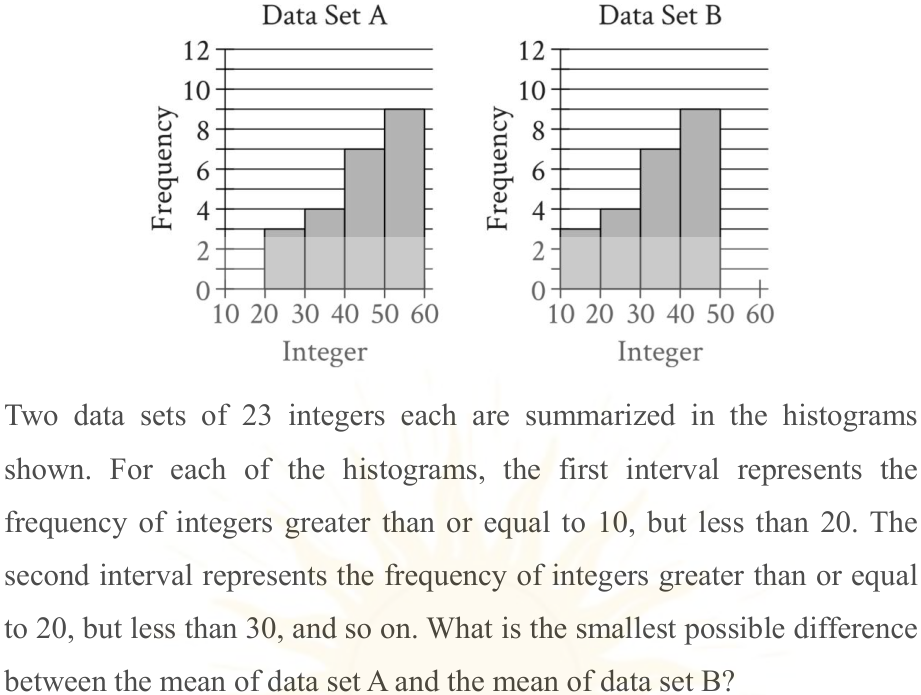 Data Set A
12
10
8
6
4
2
0
Frequency
10 20 30 40 50 60
Integer
Data Set B
12
10
8
6
4
2
0
Frequency
10 20 30 40 50 60
Integer
Two data sets of 23 integers each are summarized in the histograms
shown. For each of the histograms, the first interval represents the
frequency of integers greater than or equal to 10, but less than 20. The
second interval represents the frequency of integers greater than or equal
to 20, but less than 30, and so on. What is the smallest possible difference
between the mean of data set A and the mean of data set B?